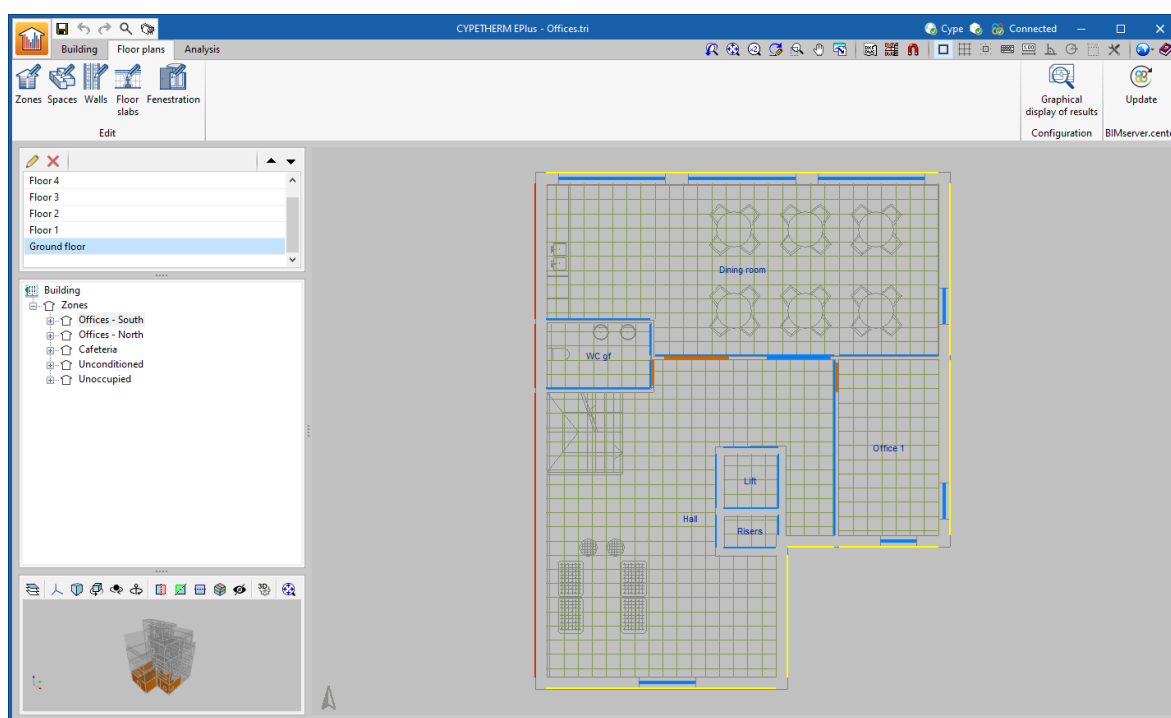 CYPETHERM EPlus - Offices.tri
Cype
Connected
Building
Floor plans
Analysis
Zones
Spaces
Walls
Floor
slabs
Fenestration
Edit
Graphical
display of results
Configuration
Update
BIMserver.cente
Floor 4
Floor 3
Floor 2
Floor 1
Ground floor
Building
Zones
Offices - South
Offices - North
Cafeteria
Unconditioned
Unoccupied
3D
Dining room
WC gf
Office 1
Lift
Hall
Risers